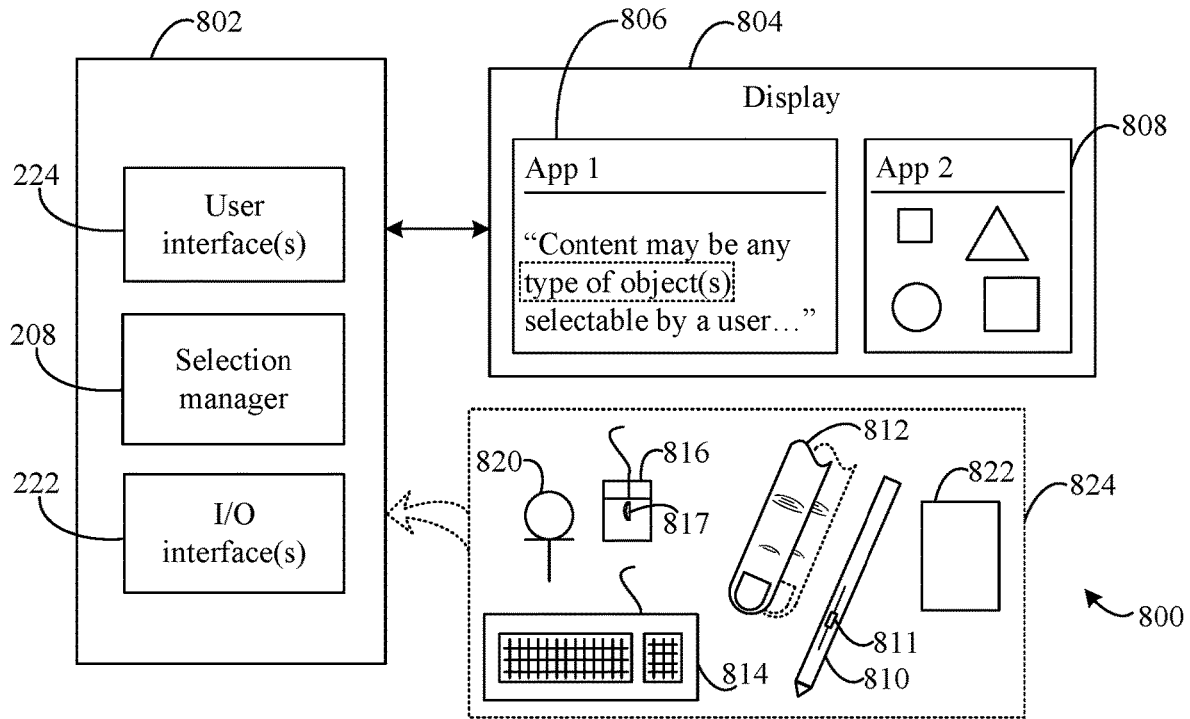 802
806
804
Display
808
App 1
App 2
224
User
interface(s)
“Content may be any
type of object(s)
selectable by a user…”
208
Selection
manager
812
820
816
822
824
222
I/O
interface(s)
817
800
811
814
810